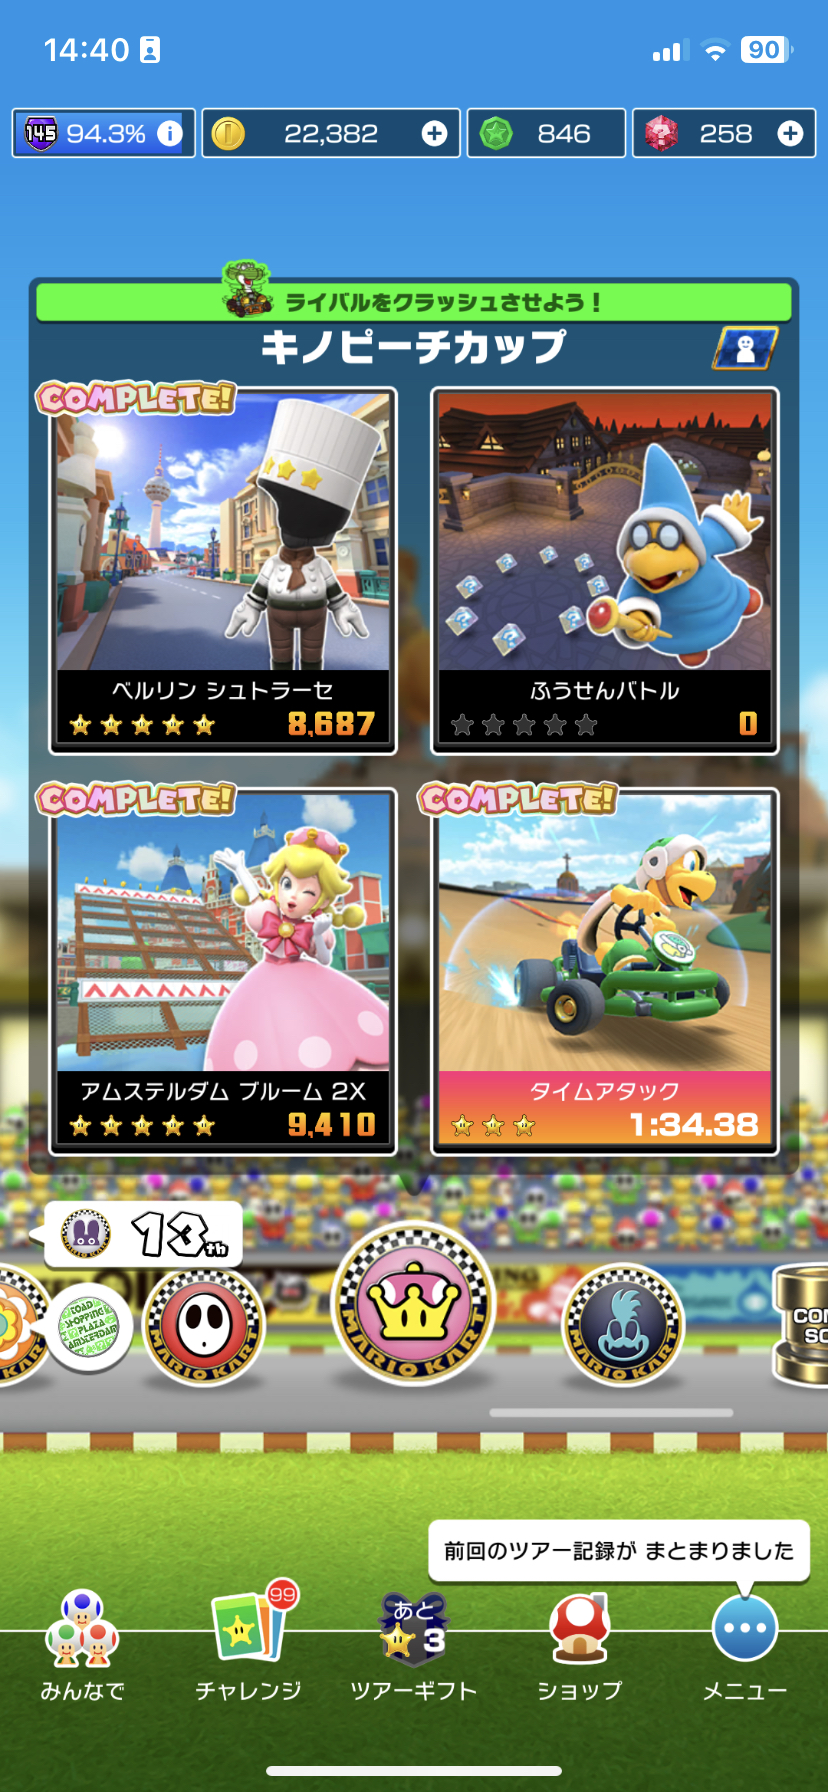 14:40
90
145 94.3% i
22,382
846
258
ライバルをクラッシュさせよう！
キノピーチカップ
COMPLETE!
ベルリン シュトラーセ
8,687
ふうせんバトル
0
COMPLETE!
アムステルダム ブルーム 2X
9,410
COMPLETE!
タイムアタック
1:34.38
13th
TOAD SHOPPING PLAZA AMSTERDAM
MARIO KART
MARIO KART
MARIO KART
前回のツアー記録が まとまりました
99
あと
3
みんなで
チャレンジ
ツアーギフト
ショップ
メニュー